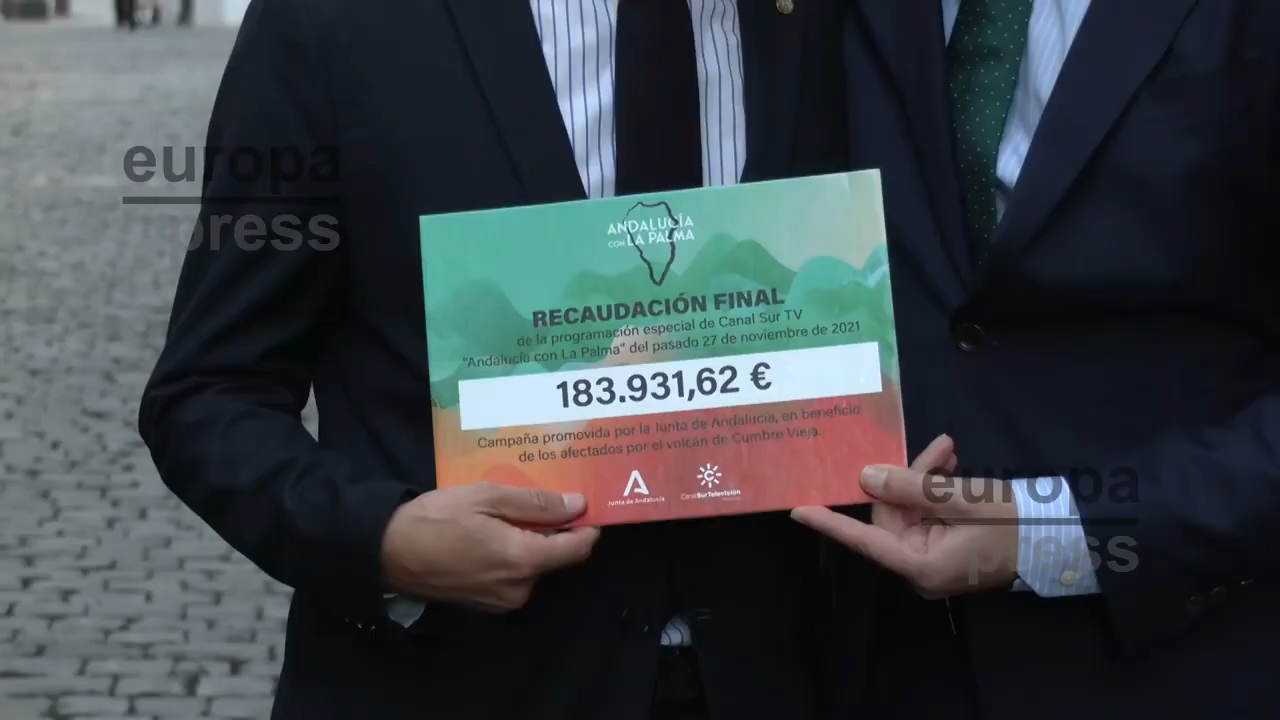 europa
press
ANDALUCÍA
CON LA PALMA
RECAUDACIÓN FINAL
de la programación especial de Canal Sur TV
"Andalucía con La Palma" del pasado 27 de noviembre de 2021
183.931,62 €
Campaña promovida por la Junta de Andalucía, en beneficio
de los afectados por el volcán de Cumbre Vieja.
Junta de Andalucía
CanalSurTelevisión
europa
press